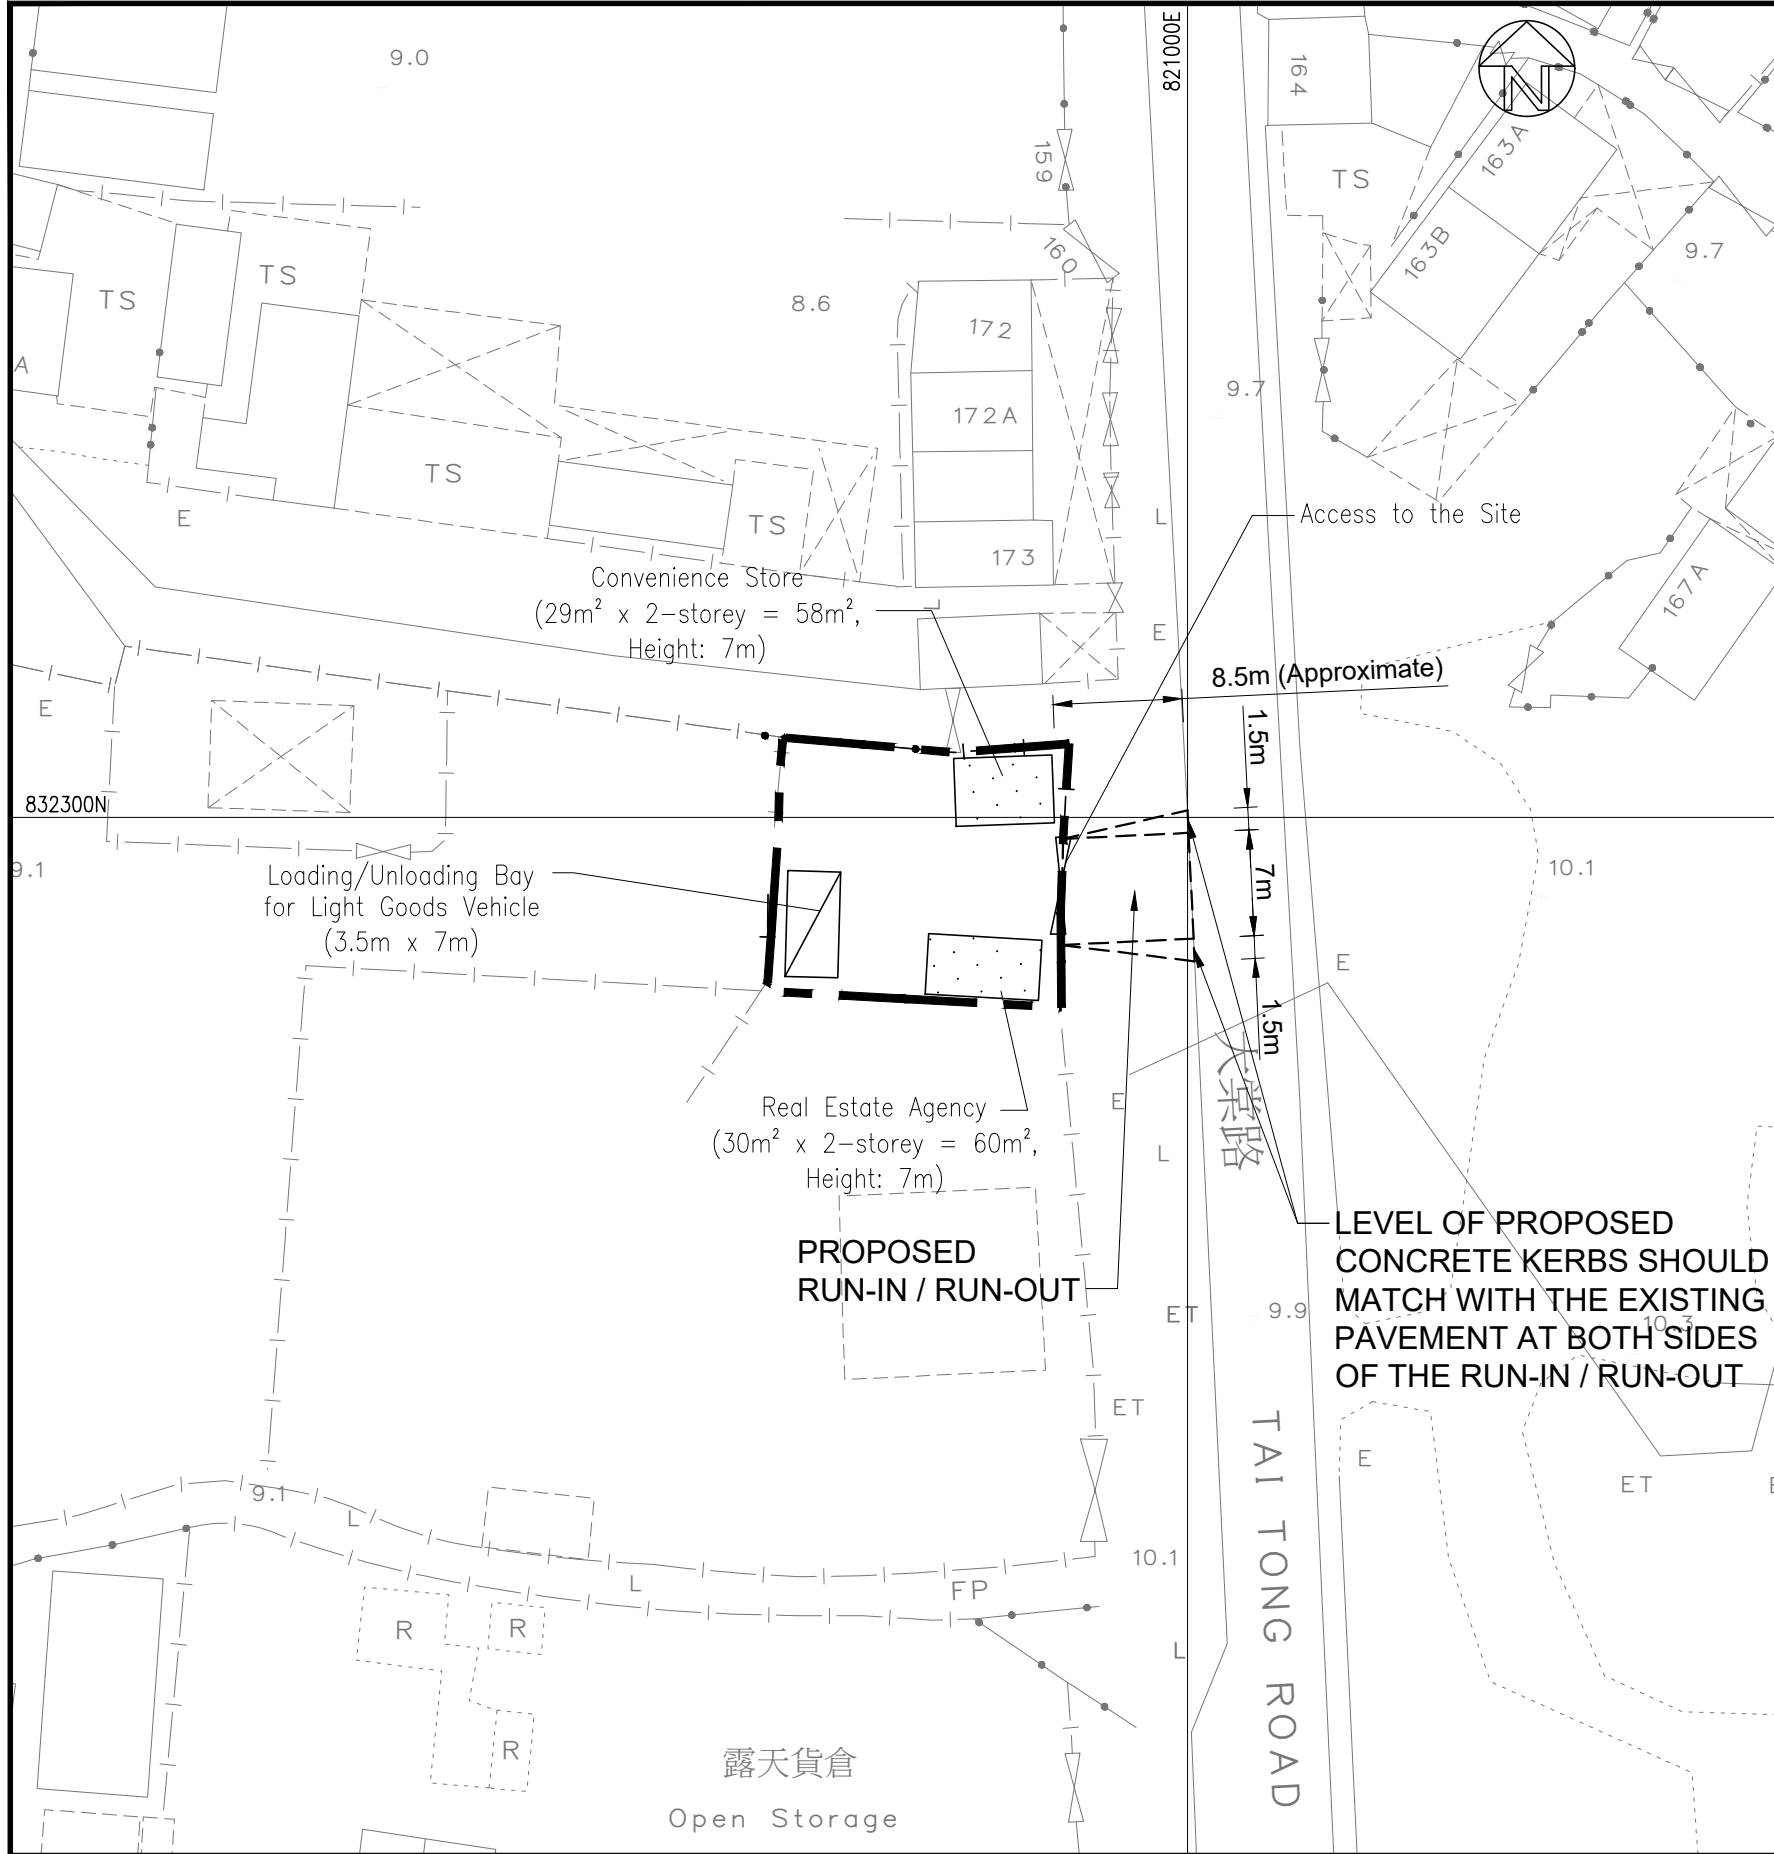 9.0
821000E
N
164
159
TS
163A
160
163B
9.7
TS
TS
8.6
172
A
9.7
172A
TS
Access to the Site
E
L
TS
173
Convenience Store
(29m² x 2-storey = 58m²,
Height: 7m)
L
167A
E
8.5m (Approximate)
E
1.5m
832300N
9.1
Loading/Unloading Bay
for Light Goods Vehicle
(3.5m x 7m)
7m
10.1
E
1.5m
大棠路
E
Real Estate Agency
(30m² x 2-storey = 60m²,
Height: 7m)
L
PROPOSED
RUN-IN / RUN-OUT
LEVEL OF PROPOSED
CONCRETE KERBS SHOULD
MATCH WITH THE EXISTING
PAVEMENT AT BOTH SIDES
OF THE RUN-IN / RUN-OUT
ET
9.9
10.3
ET
TAI TONG ROAD
E
ET
E
9.1
L
10.1
L
FP
R
R
L
R
露天貨倉
Open Storage